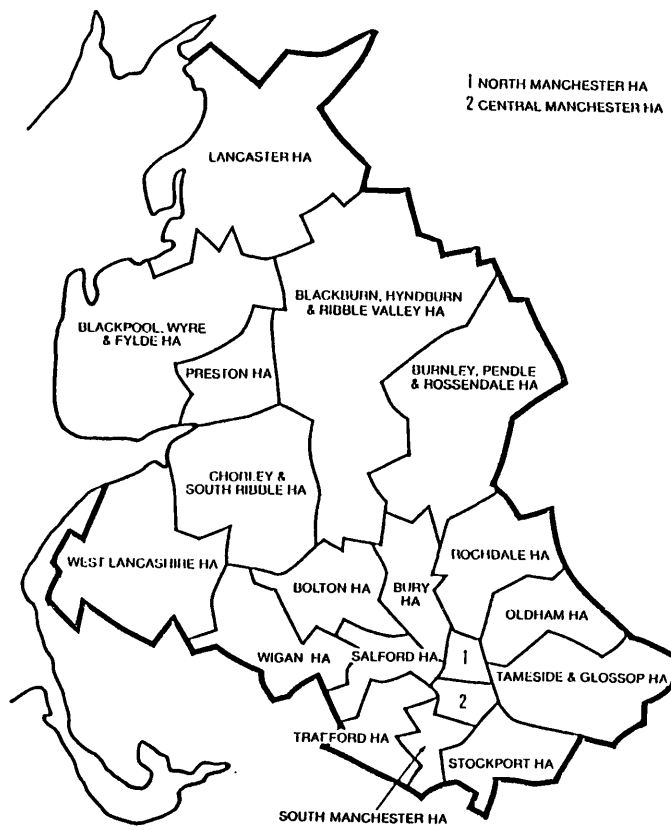 1 NORTH MANCHESTER HA
2 CENTRAL MANCHESTER HA
LANCASTER HA
BLACKBURN, HYNDBURN
& RIBBLE VALLEY HA
BLACKPOOL, WYRE
& FYLDE HA
PRESTON HA
BURNLEY, PENDLE
& ROSSENDALE HA
CHORLEY &
SOUTH RIBBLE HA
WEST LANCASHIRE HA
ROCHDALE HA
BOLTON HA
BURY
HA
OLDHAM HA
WIGAN HA
SALFORD HA
1
TAMESIDE & GLOSSOP HA
2
TRAFFORD HA
STOCKPORT HA
SOUTH MANCHESTER HA